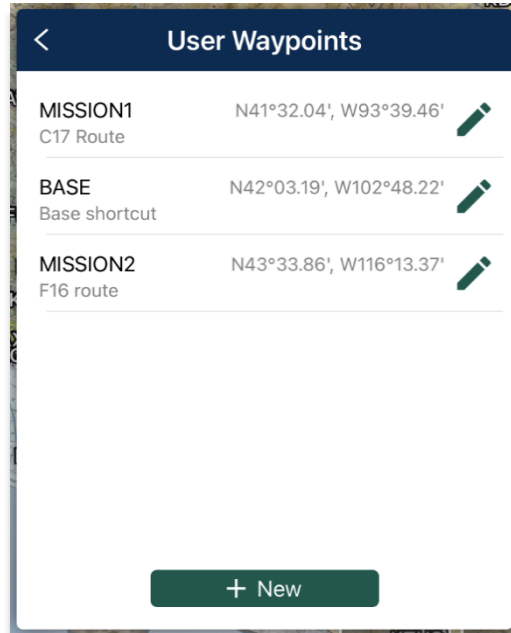 User Waypoints
MISSION1 N41°32.04', W93°39.46'
C17 Route
BASE N42°03.19', W102°48.22'
Base shortcut
MISSION2 N43°33.86', W116°13.37'
F16 route
+ New